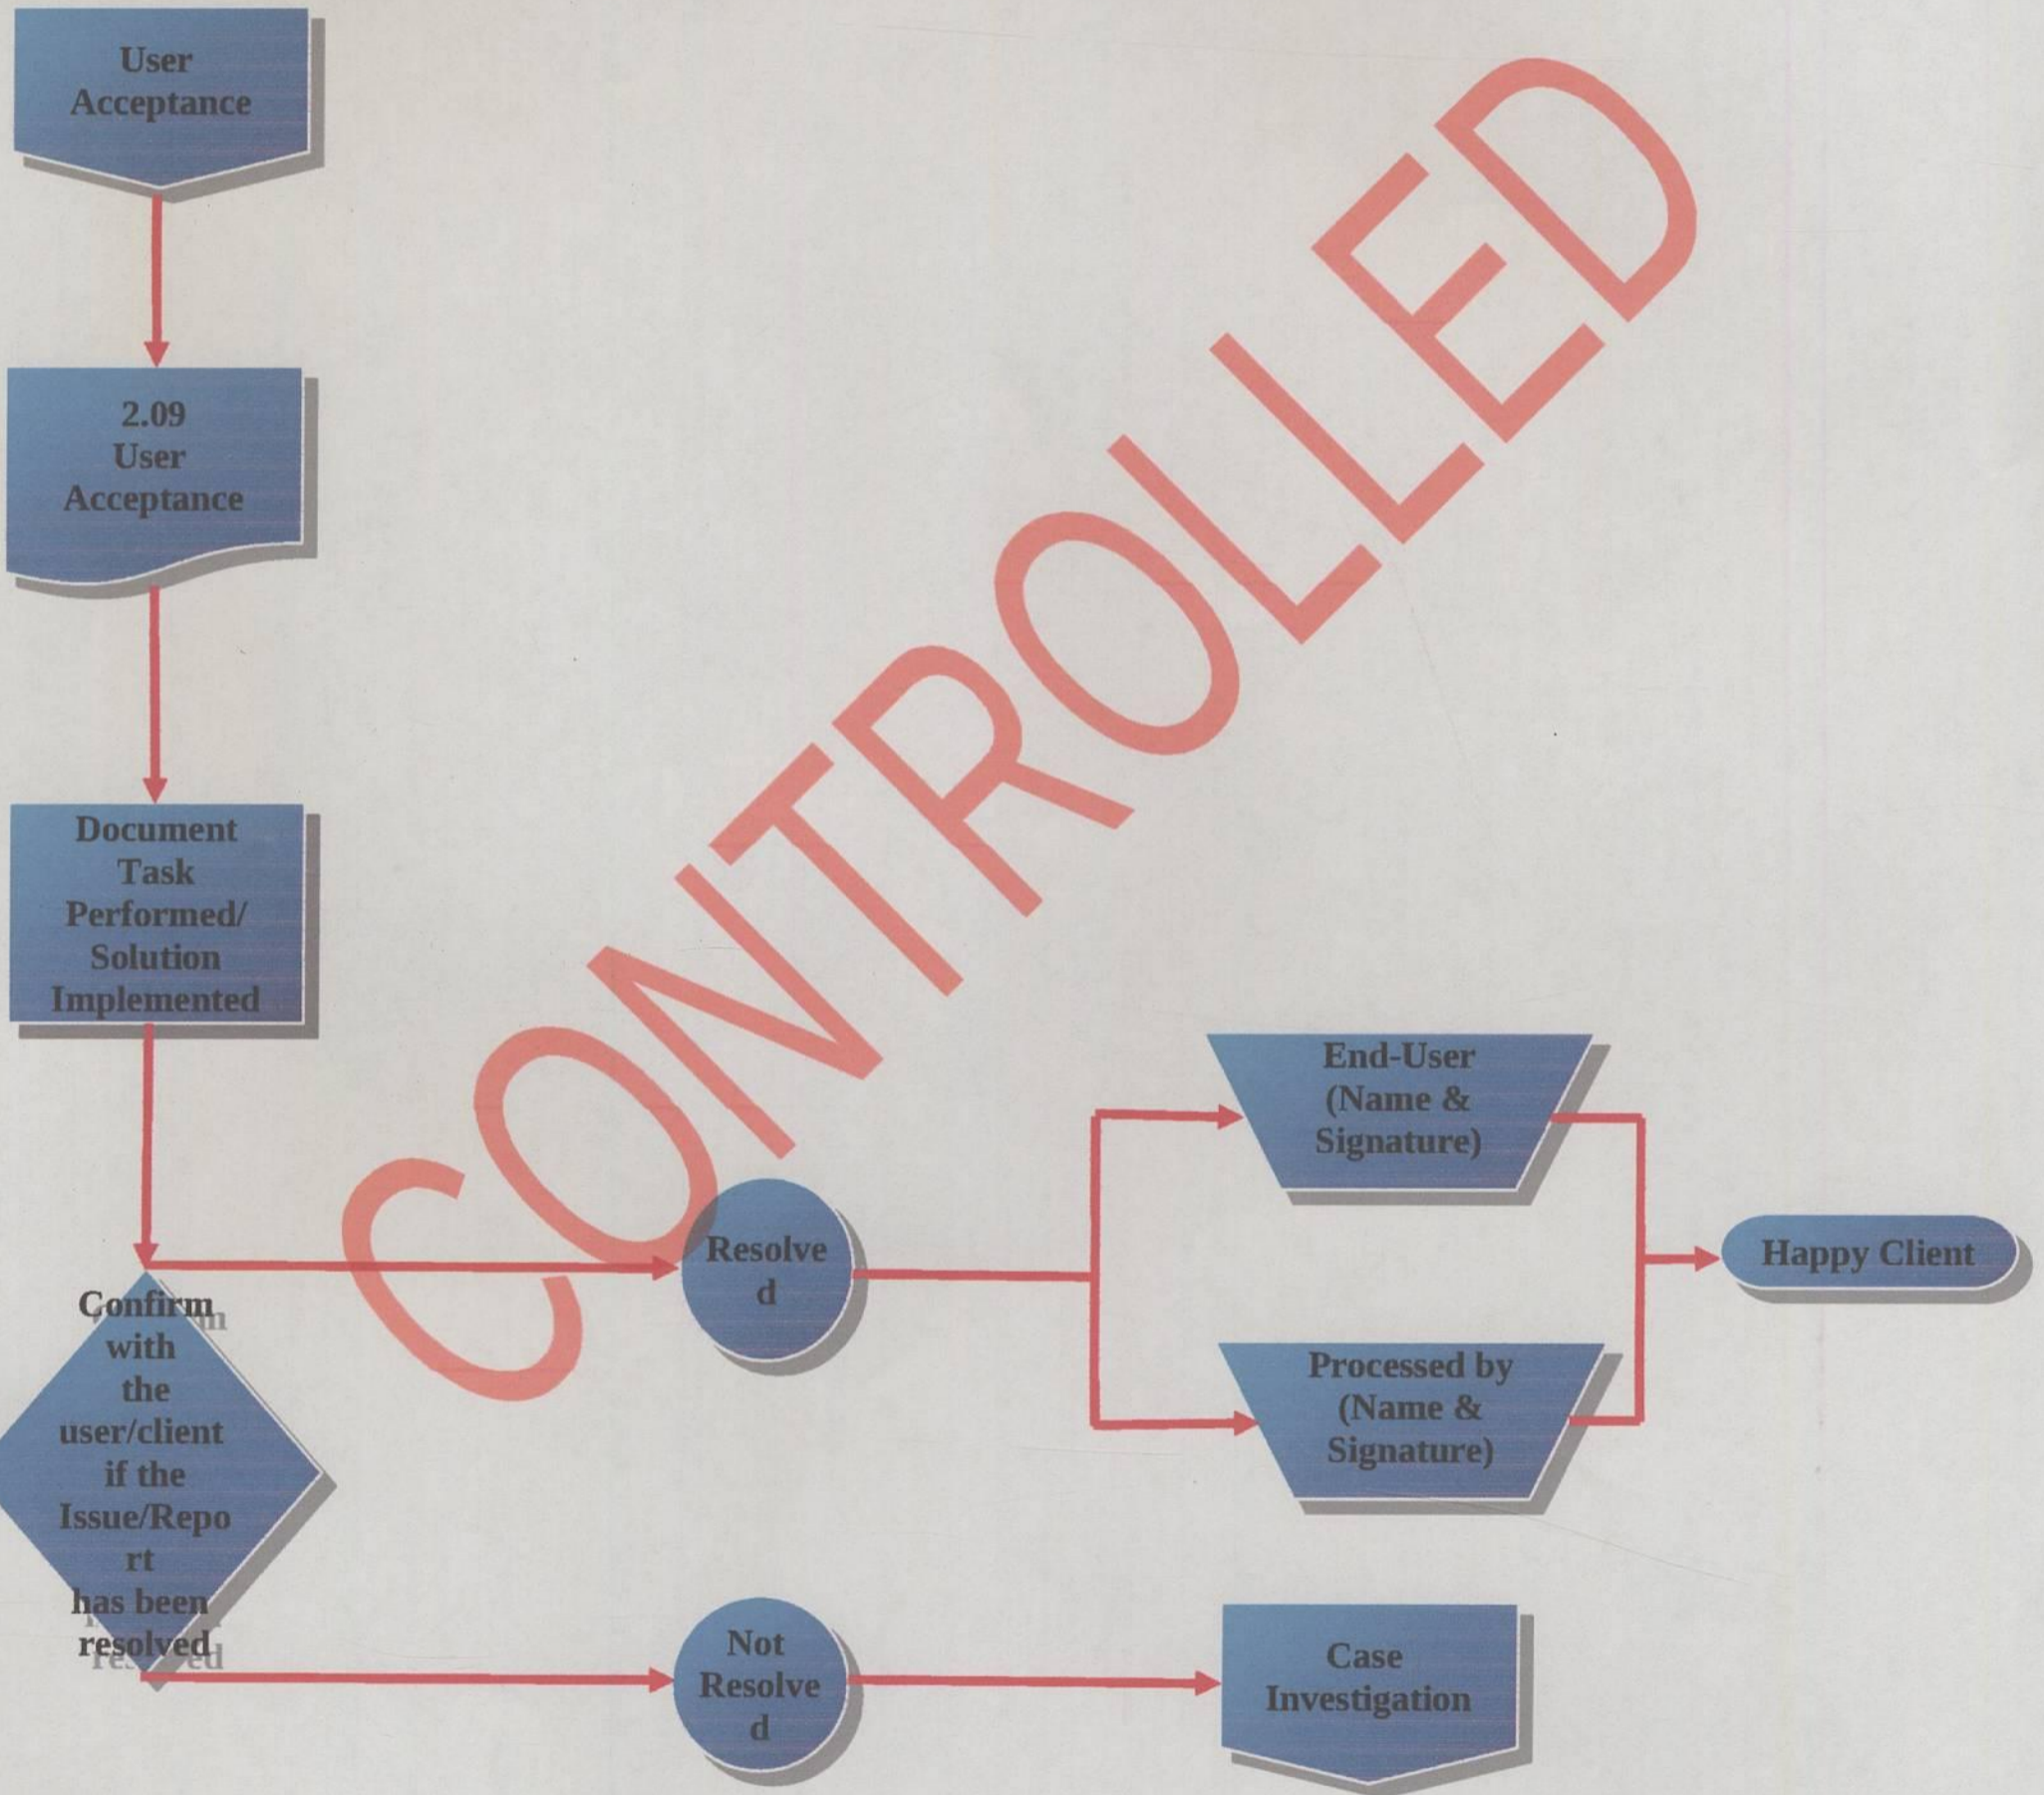 User
Acceptance
2.09
User
Acceptance
Document
Task
Performed/
Solution
Implemented
Confirm
with
the
user/client
if the
Issue/Repo
rt
has been
resolved
Resolve
d
End-User
(Name &
Signature)
Processed by
(Name &
Signature)
Happy Client
Not
Resolve
d
Case
Investigation
CONTROLLED